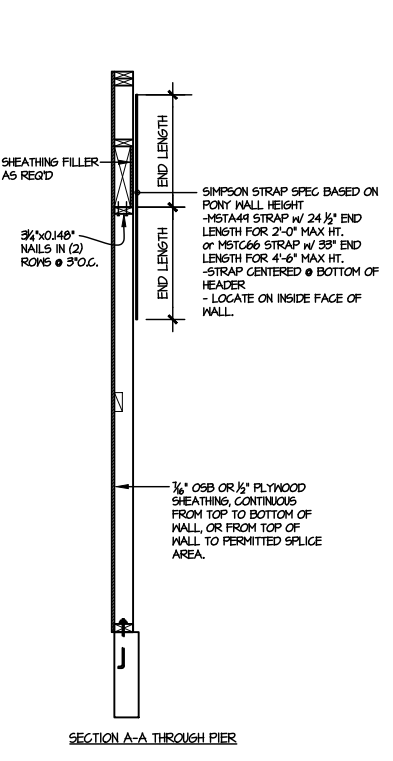 SHEATHING FILLER
AS REQ'D
END LENGTH
SIMPSON STRAP SPEC BASED ON
PONY WALL HEIGHT
-MSTA49 STRAP W/ 24 ½" END
LENGTH FOR 2'-0" MAX HT.
or MSTC66 STRAP W/ 33" END
LENGTH FOR 4'-6" MAX HT.
-STRAP CENTERED @ BOTTOM OF
HEADER
- LOCATE ON INSIDE FACE OF
WALL.
3¼"x0.148"
NAILS IN (2)
ROWS @ 3"O.C.
END LENGTH
7/16" OSB OR ½" PLYWOOD
SHEATHING, CONTINUOUS
FROM TOP TO BOTTOM OF
WALL, OR FROM TOP OF
WALL TO PERMITTED SPLICE
AREA.
SECTION A-A THROUGH PIER